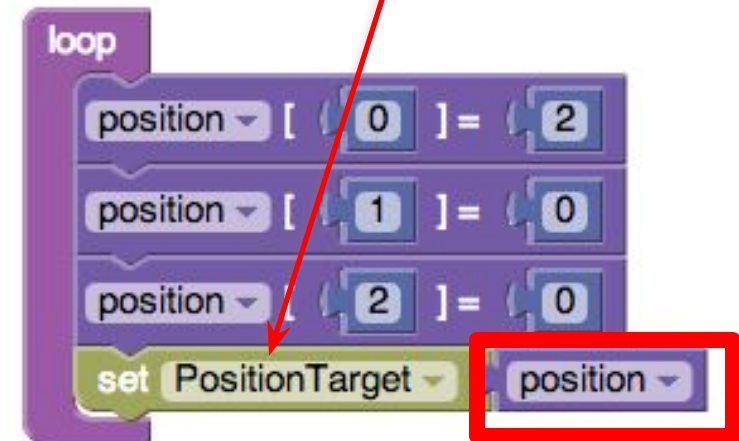 loop
position [ 0 ] = 2
position [ 1 ] = 0
position [ 2 ] = 0
set PositionTarget position